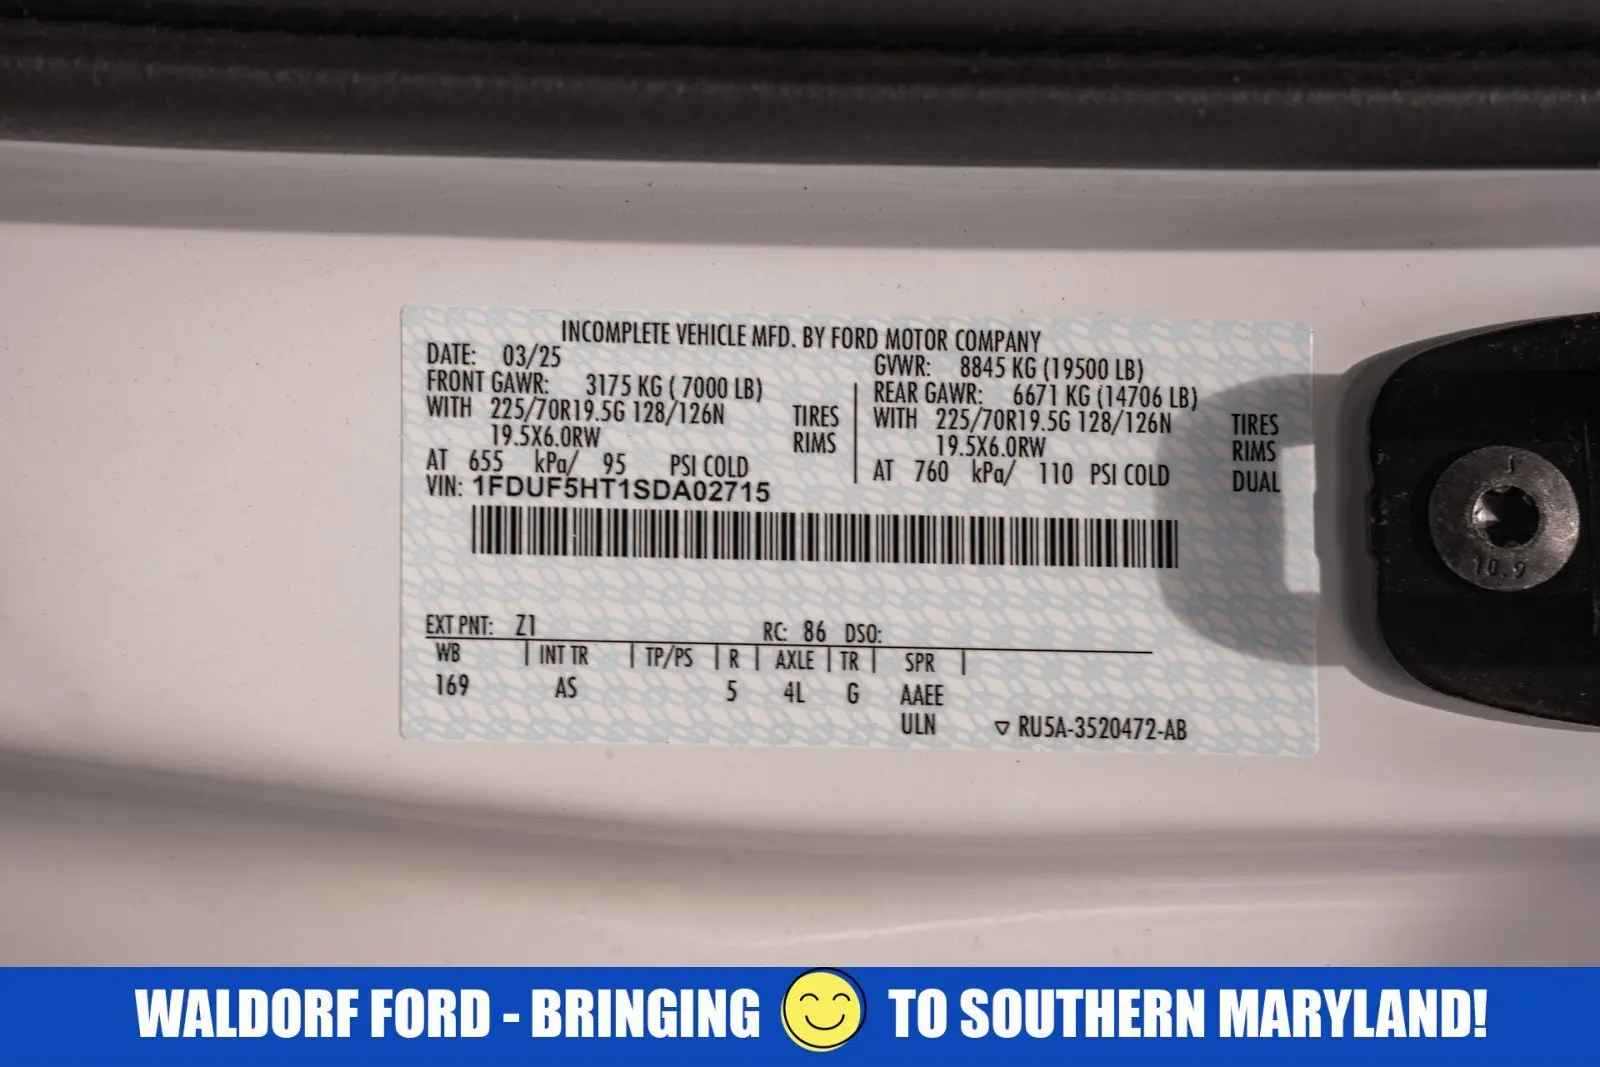 INCOMPLETE VEHICLE MFD. BY FORD MOTOR COMPANY
DATE: 03/25 GVWR: 8845 KG (19500 LB)
FRONT GAWR: 3175 KG ( 7000 LB) REAR GAWR: 6671 KG (14706 LB)
WITH 225/70R19.5G 128/126N TIRES WITH 225/70R19.5G 128/126N TIRES
19.5X6.0RW RIMS 19.5X6.0RW RIMS
AT 655 kPa/ 95 PSI COLD AT 760 kPa/ 110 PSI COLD DUAL
VIN: 1FDUF5HT1SDA02715
EXT PNT: Z1 RC: 86 DSO:
WB INT TR TP/PS R AXLE TR SPR
169 AS 5 4L G AAEE
ULN RU5A-3520472-AB
10.9
WALDORF FORD - BRINGING TO SOUTHERN MARYLAND!